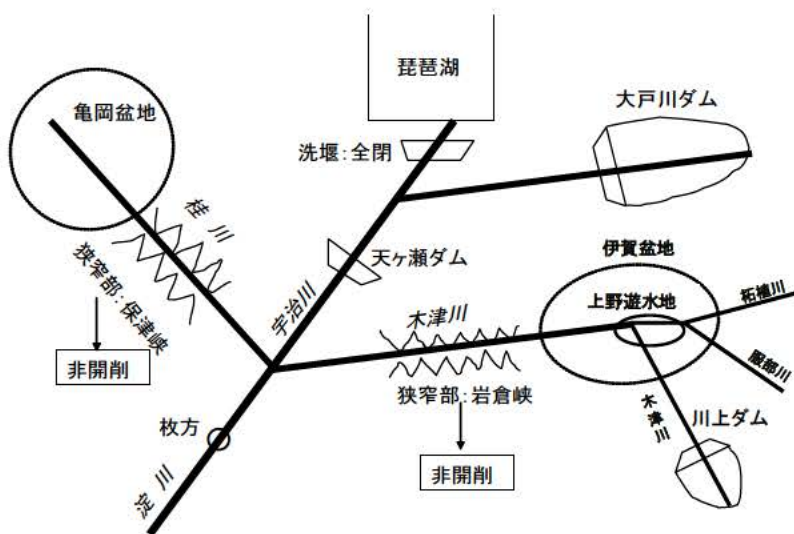 琵琶湖
亀岡盆地
大戸川ダム
洗堰：全閉
桂川
天ヶ瀬ダム
伊賀盆地
狭窄部：保津峡
宇治川
上野遊水地
柘植川
木津川
非開削
服部川
狭窄部：岩倉峡
木津川
川上ダム
枚方
非開削
淀川